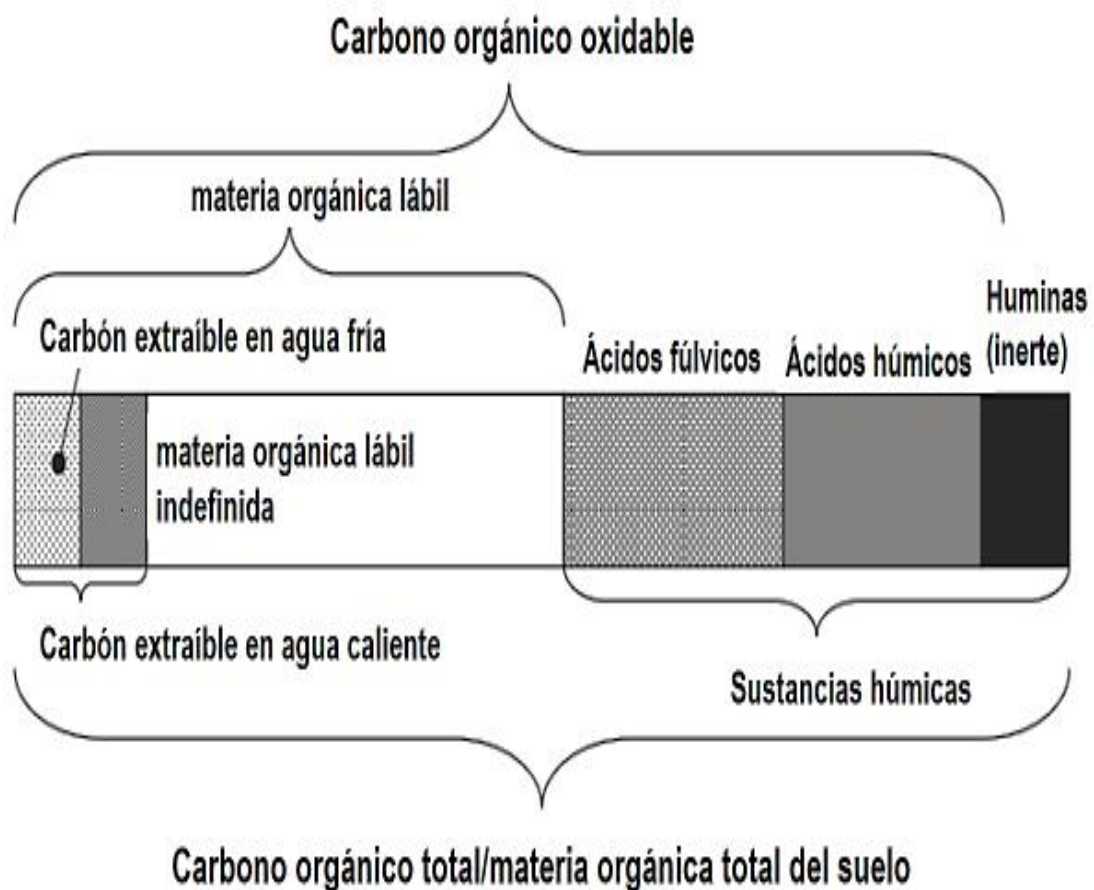 Carbono orgánico oxidable
materia orgánica lábil
Carbón extraíble en agua fría
Ácidos fúlvicos
Ácidos húmicos
Huminas
(inerte)
materia orgánica lábil
indefinida
Carbón extraíble en agua caliente
Sustancias húmicas
Carbono orgánico total/materia orgánica total del suelo